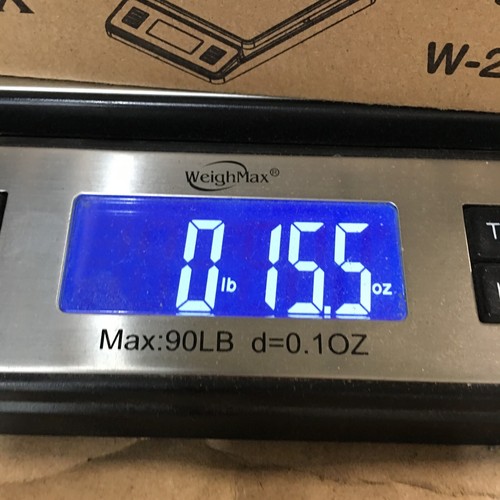 W-2
WeighMax®
0 lb 15.5 oz
Max:90LB d=0.1OZ
T